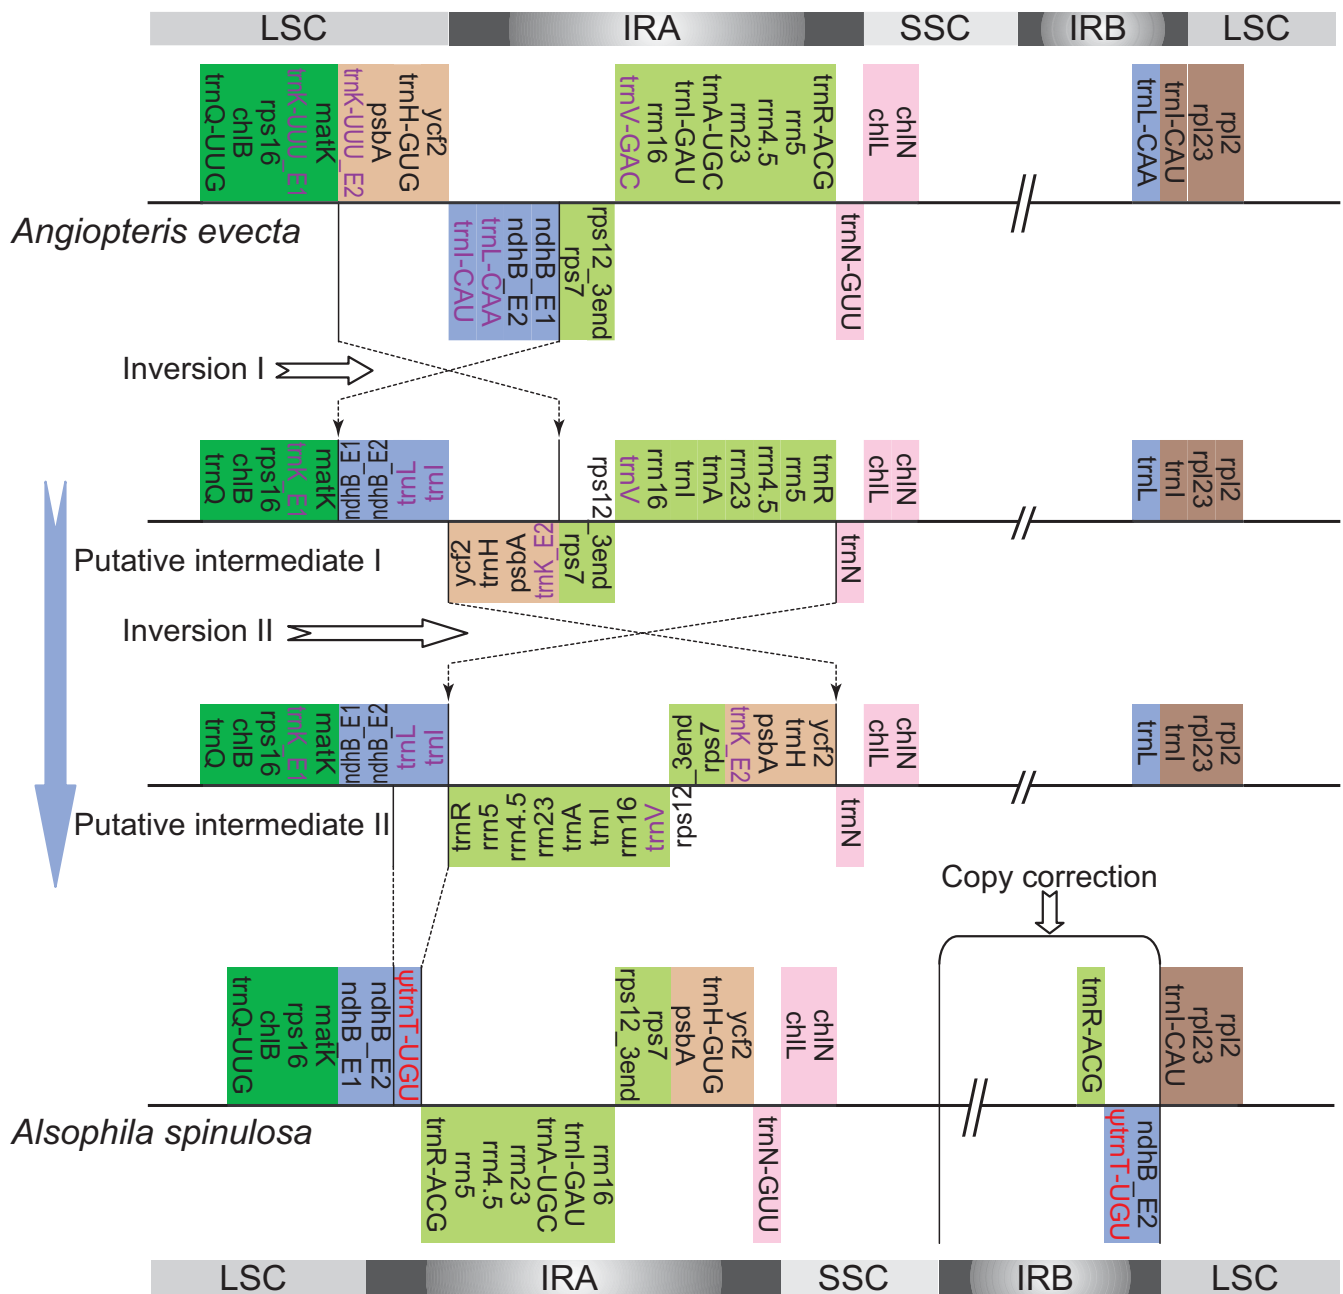 LSC IRA SSC IRB LSC
trnQ-UUG
chlB
rps16
trnK-UUU_E1
matK
trnK-UUU_E2
psbA
trnH-GUG
ycf2
trnV-GAC
rrn16
trnI-GAU
trnA-UGC
rrn23
rrn4.5
rrn5
trnR-ACG
chlL
chlN
trnL-CAA
trnI-CAU
rpl23
rpl2
Angiopteris evecta
trnI-CAU
trnL-CAA
ndhB_E2
ndhB_E1
rps7
rps12_3end
trnN-GUU
Inversion I
trnQ
chlB
rps16
trnK_E1
matK
ndhB_E1
ndhB_E2
trnL
trnI
rps12_3end
trnV
rrn16
trnI
trnA
rrn23
rrn4.5
rrn5
trnR
chlL
chlN
trnL
trnI
rpl23
rpl2
Putative intermediate I
ycf2
trnH
psbA
trnK_E2
rps7
trnN
Inversion II
trnQ
chlB
rps16
trnK_E1
matK
ndhB_E1
ndhB_E2
trnL
trnI
rps12_3end
rps7
trnK_E2
psbA
trnH
ycf2
chlL
chlN
trnL
trnI
rpl23
rpl2
Putative intermediate II
trnR
rrn5
rrn4.5
rrn23
trnA
trnI
rrn16
trnV
trnN
Copy correction
trnQ-UUG
chlB
rps16
matK
ndhB_E1
ndhB_E2
ψtrnT-UGU
rps12_3end
rps7
psbA
trnH-GUG
ycf2
chlL
chlN
trnR-ACG
trnI-CAU
rpl23
rpl2
Alsophila spinulosa
trnR-ACG
rrn5
rrn4.5
rrn23
trnA-UGC
trnI-GAU
rrn16
trnN-GUU
ψtrnT-UGU
ndhB_E2
LSC IRA SSC IRB LSC